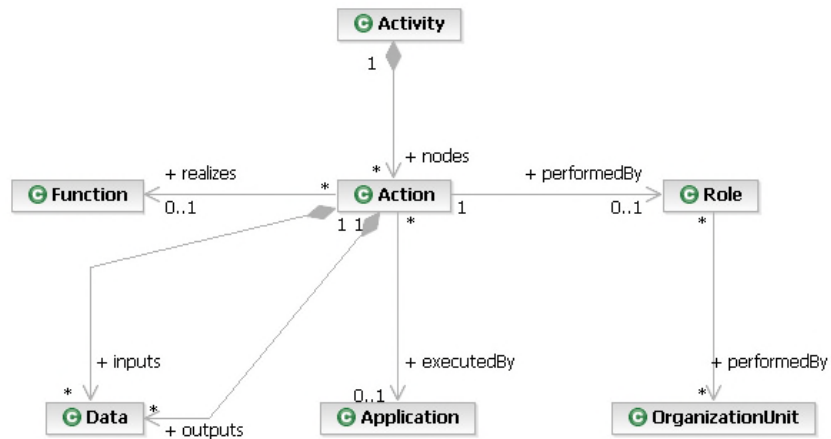 C Activity
1
+ nodes
*
+ realizes
*
+ performedBy
C Function
C Action
C Role
0..1
1
0..1
1 1
*
*
+ inputs
+ executedBy
+ performedBy
*
*
0..1
*
C Data
C Application
C OrganizationUnit
+ outputs